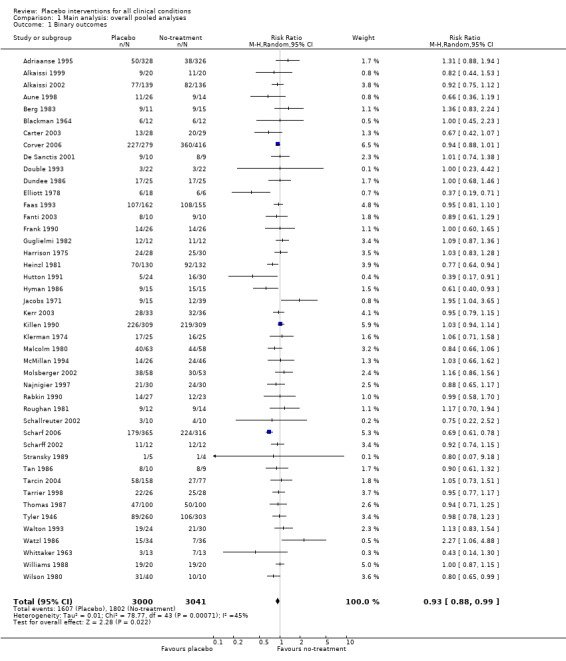 Review: Placebo interventions for all clinical conditions
Comparison: 1 Main analysis: overall pooled analyses
Outcome: 1 Binary outcomes
Study or subgroup Placebo No-treatment Risk Ratio Weight Risk Ratio
n/N n/N M-H,Random,95% CI M-H,Random,95% CI
Adriaanse 1995 50/328 38/326 1.7 % 1.31 [ 0.88, 1.94 ]
Alkaissi 1999 9/20 11/20 0.8 % 0.82 [ 0.44, 1.53 ]
Alkaissi 2002 77/139 82/136 4.1 % 0.92 [ 0.75, 1.12 ]
Aune 1998 11/26 9/14 0.8 % 0.66 [ 0.36, 1.19 ]
Berg 1983 9/11 9/15 1.1 % 1.36 [ 0.83, 2.24 ]
Blackman 1964 6/12 6/12 0.5 % 1.00 [ 0.45, 2.23 ]
Carter 2003 13/28 20/29 1.3 % 0.67 [ 0.42, 1.07 ]
Corver 2006 227/279 360/416 6.5 % 0.94 [ 0.88, 1.01 ]
De Sanctis 2001 9/10 8/9 2.3 % 1.01 [ 0.74, 1.38 ]
Double 1993 3/22 3/22 0.2 % 1.00 [ 0.23, 4.42 ]
Dundee 1986 17/25 17/25 1.8 % 1.00 [ 0.68, 1.46 ]
Elliott 1978 6/18 6/6 0.7 % 0.37 [ 0.19, 0.71 ]
Faas 1993 107/162 108/155 4.8 % 0.95 [ 0.81, 1.10 ]
Fanti 2003 8/10 9/10 1.8 % 0.89 [ 0.61, 1.29 ]
Frank 1990 14/26 14/26 1.2 % 1.00 [ 0.60, 1.65 ]
Guglielmi 1982 12/12 11/12 3.4 % 1.09 [ 0.87, 1.36 ]
Harrison 1975 24/28 25/30 3.4 % 1.03 [ 0.83, 1.28 ]
Heinzl 1981 70/130 92/132 4.1 % 0.77 [ 0.64, 0.94 ]
Hutton 1991 5/24 16/30 0.4 % 0.39 [ 0.17, 0.91 ]
Hyman 1986 9/15 15/15 1.6 % 0.61 [ 0.40, 0.93 ]
Jacobs 1971 9/15 12/39 0.8 % 1.95 [ 1.04, 3.65 ]
Kerr 2003 28/33 32/36 3.9 % 0.95 [ 0.79, 1.15 ]
Killen 1990 226/309 219/309 5.9 % 1.03 [ 0.94, 1.14 ]
Klerman 1974 17/25 16/25 1.6 % 1.06 [ 0.71, 1.58 ]
Malcolm 1980 40/63 44/58 3.1 % 0.84 [ 0.66, 1.06 ]
McMillan 1994 14/26 24/46 1.4 % 1.03 [ 0.66, 1.62 ]
Molsberger 2002 38/58 30/53 2.4 % 1.16 [ 0.86, 1.56 ]
Najnigier 1997 21/30 24/30 2.5 % 0.88 [ 0.65, 1.17 ]
Rabkin 1990 14/27 12/23 1.1 % 0.99 [ 0.58, 1.70 ]
Roughan 1981 9/12 9/14 1.1 % 1.17 [ 0.70, 1.94 ]
Schallreuter 2002 3/10 4/10 0.2 % 0.75 [ 0.22, 2.52 ]
Scharf 2006 179/365 224/316 5.3 % 0.69 [ 0.61, 0.78 ]
Scharff 2002 11/12 12/12 3.4 % 0.92 [ 0.74, 1.15 ]
Stransky 1989 1/5 1/4 0.1 % 0.80 [ 0.07, 9.18 ]
Tan 1986 8/10 8/9 1.7 % 0.90 [ 0.61, 1.32 ]
Tarcin 2004 58/158 27/77 1.8 % 1.05 [ 0.73, 1.51 ]
Tarrier 1998 22/26 25/28 3.5 % 0.95 [ 0.77, 1.17 ]
Thomas 1987 47/100 50/100 2.6 % 0.94 [ 0.71, 1.25 ]
Tyler 1946 89/260 106/303 3.5 % 0.98 [ 0.78, 1.23 ]
Walton 1993 19/24 21/30 2.3 % 1.13 [ 0.83, 1.54 ]
Watzl 1986 15/34 7/36 0.5 % 2.27 [ 1.06, 4.88 ]
Whittaker 1963 3/13 7/13 0.3 % 0.43 [ 0.14, 1.30 ]
Williams 1988 19/20 20/20 5.0 % 1.00 [ 0.87, 1.15 ]
Wilson 1980 31/40 10/10 3.6 % 0.80 [ 0.65, 0.99 ]
Total (95% CI) 3000 3041 100.0 % 0.93 [ 0.88, 0.99 ]
Total events: 1607 (Placebo), 1802 (No-treatment)
Heterogeneity: Tau² = 0.01; Chi² = 78.77, df = 43 (P = 0.00071); I² =45%
Test for overall effect: Z = 2.28 (P = 0.022)
0.1 0.2 0.5 1 2 5 10
Favours placebo Favours no-treatment